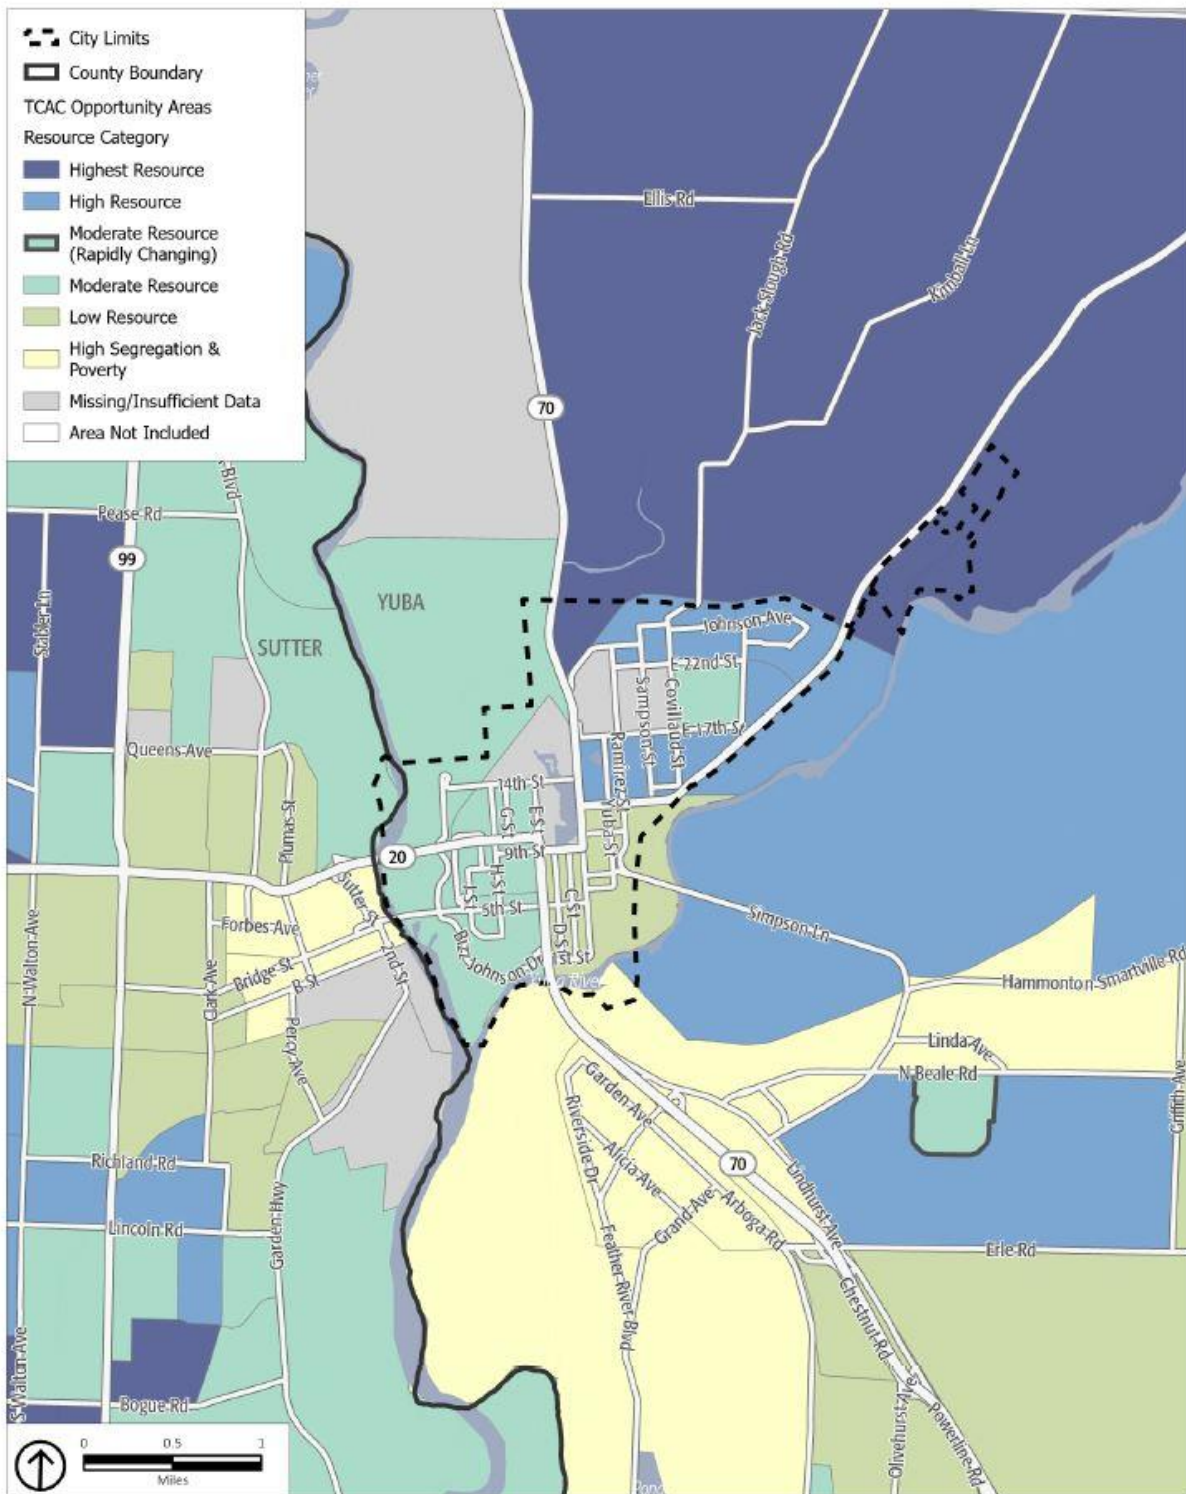 City Limits
County Boundary
TCAC Opportunity Areas
Resource Category
Highest Resource
High Resource
Moderate Resource
(Rapidly Changing)
Moderate Resource
Low Resource
High Segregation &
Poverty
Missing/Insufficient Data
Area Not Included
Ellis Rd
Jack Slough Rd
Kimball Ln
70
Blvd
Pease Rd
99
Stabler Ln
YUBA
SUTTER
Johnson Ave
E 22nd St
Sampson St
Covillaud St
E 17th St
Ramirez St
Yuba St
Queens Ave
Plumas St
14th St
G St
E St
20
9th St
H St
I St
5th St
C St
D St
1st St
Bizz Johnson Dr
Sutter St
2nd St
Forbes Ave
Bridge St
B St
Clark Ave
Percy Ave
N Walton Ave
Simpson Ln
Hammonton Smartville Rd
Linda Ave
N Beale Rd
Griffith Ave
Garden Ave
Riverside Dr
Alicia Ave
Grand Ave
Arboga Rd
70
Lindhurst Ave
Feather River Blvd
Erle Rd
Chestnut Rd
Olivehurst Ave
Powerline Rd
Richland Rd
Lincoln Rd
Garden Hwy
S Walton Ave
Bogue Rd
0 0.5 1
Miles